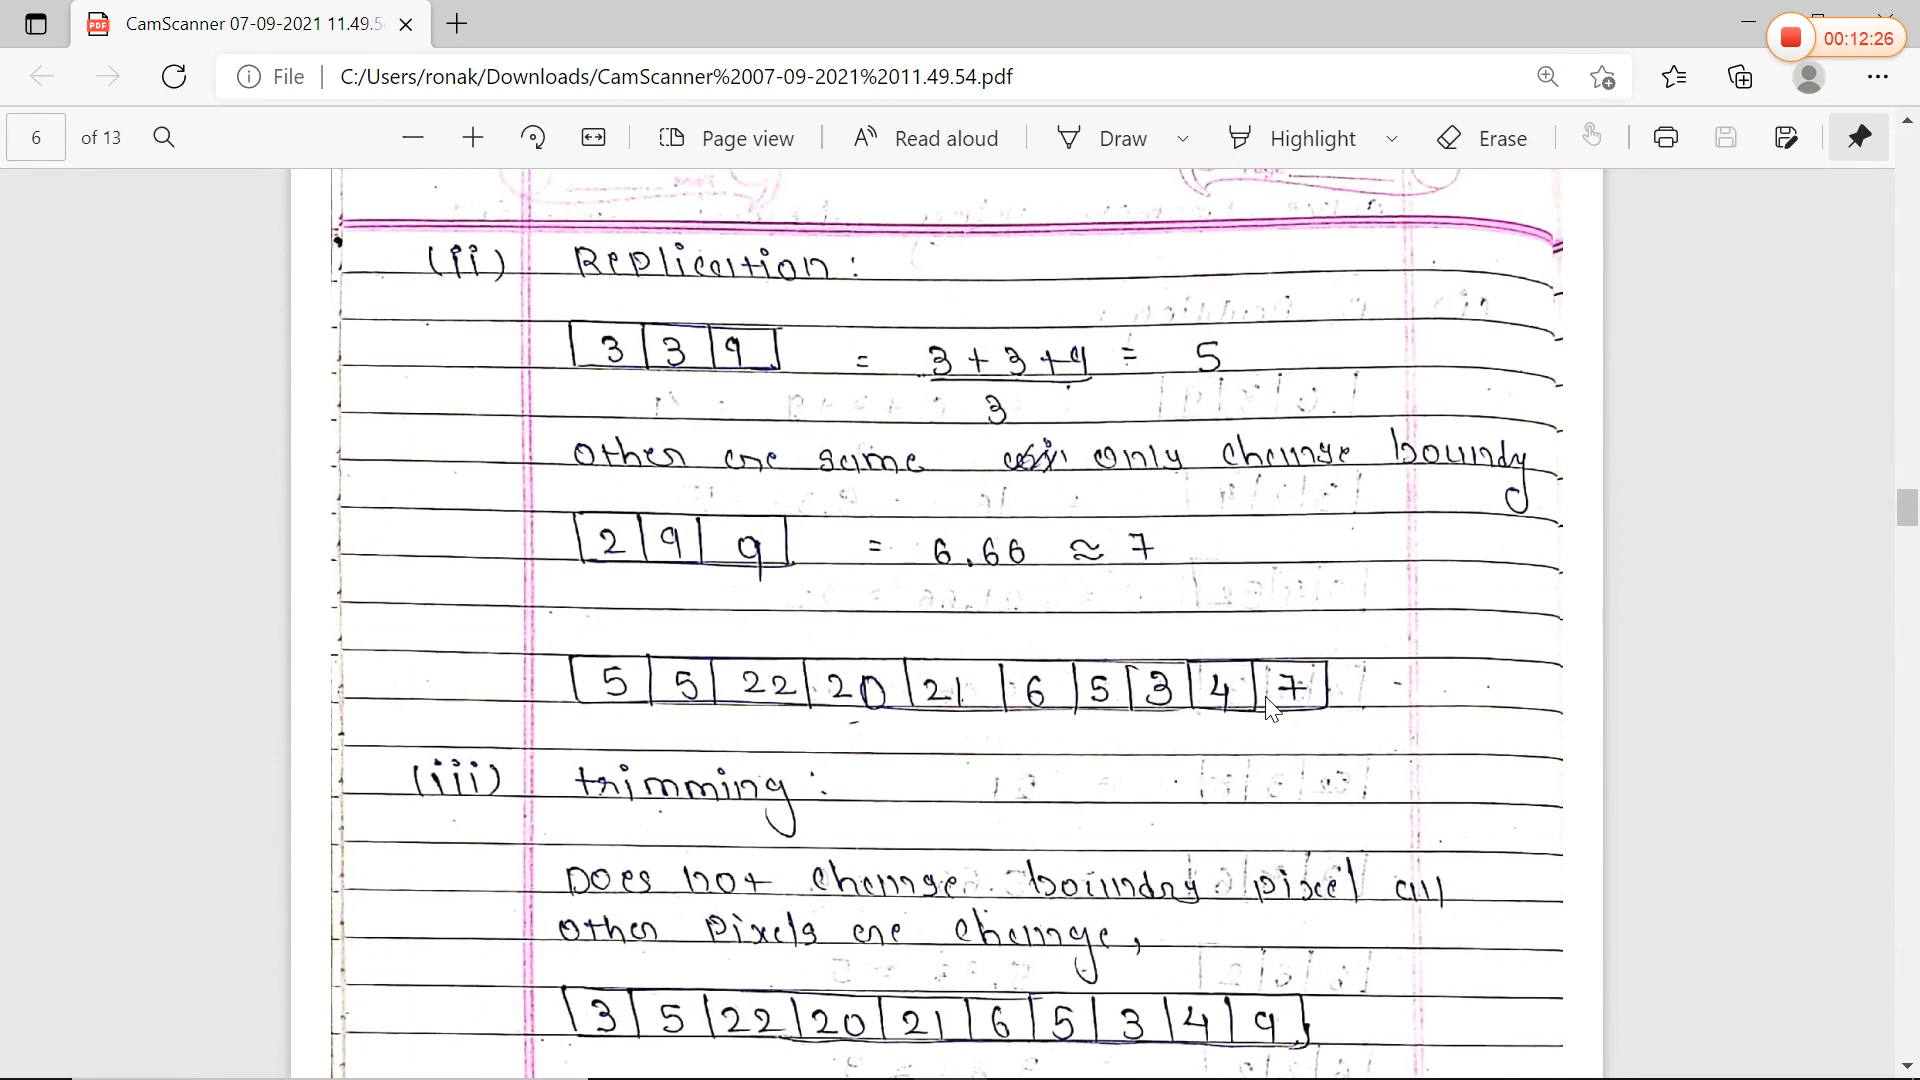 CamScanner 07-09-2021 11.49.5
00:12:26
File C:/Users/ronak/Downloads/CamScanner%2007-09-2021%2011.49.54.pdf
6 of 13 Page view Read aloud Draw Highlight Erase
(ii) Replication :
3 3 9 = 3 + 3 + 9 = 5
3
other are same only change boundy
2 9 9 = 6.66 ≈ 7
5 5 22 20 21 6 5 3 4 7
(iii) trimming :
Does not change boundry pixel all
other pixels are change,
3 5 22 20 21 6 5 3 4 9